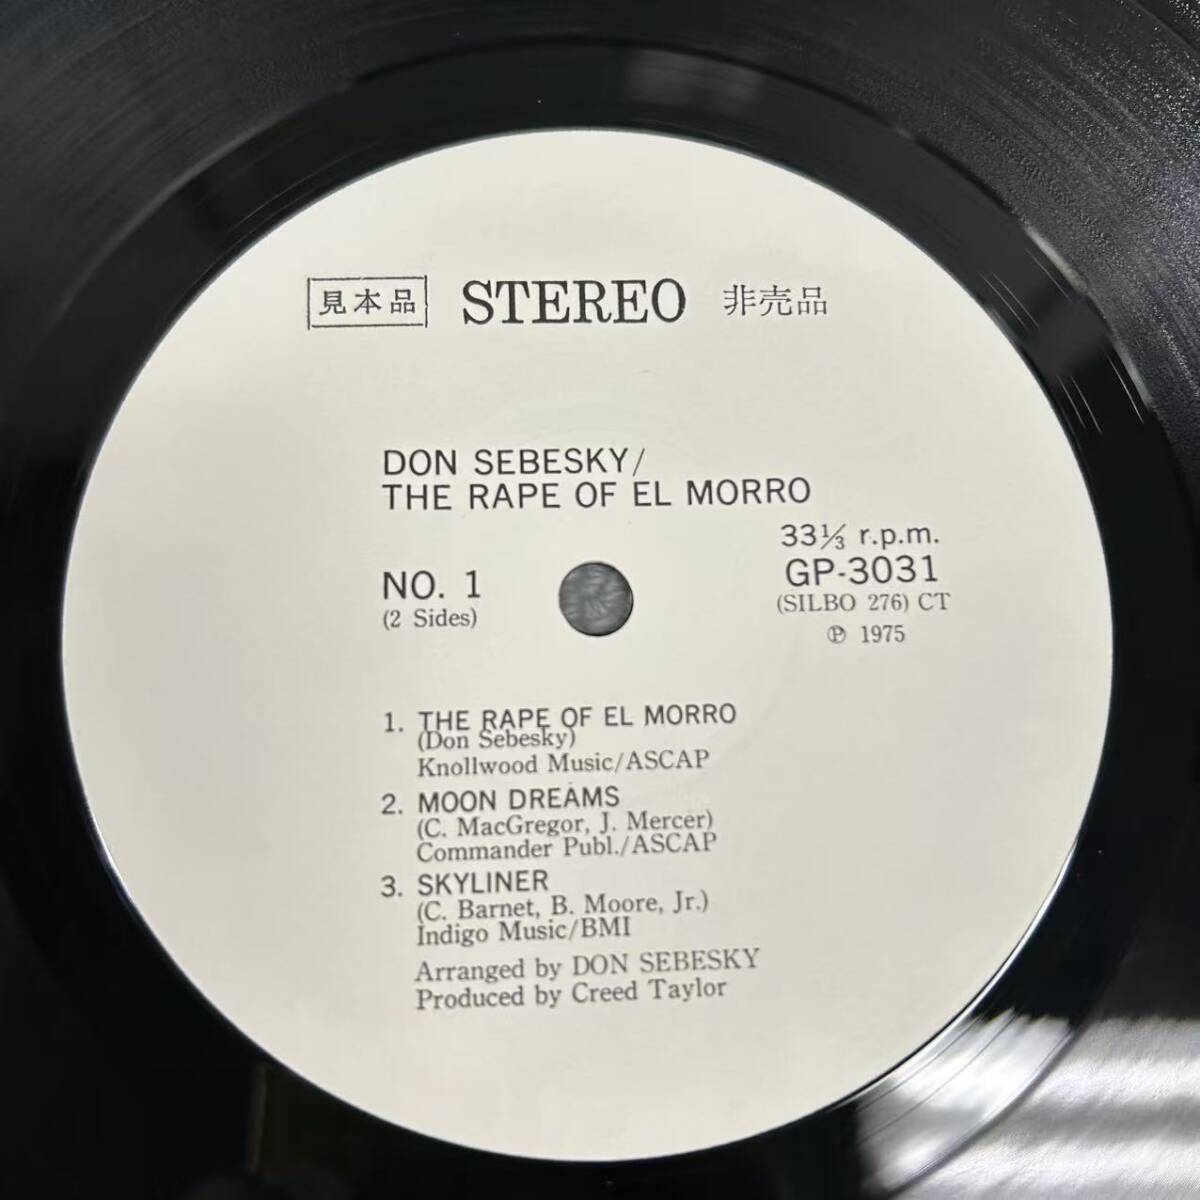 見本品 STEREO 非売品
DON SEBESKY/
THE RAPE OF EL MORRO
33⅓ r.p.m.
NO. 1 GP-3031
(2 Sides) (SILBO 276) CT
℗ 1975
1. THE RAPE OF EL MORRO
(Don Sebesky)
Knollwood Music/ASCAP
2. MOON DREAMS
(C. MacGregor, J. Mercer)
Commander Publ./ASCAP
3. SKYLINER
(C. Barnet, B. Moore, Jr.)
Indigo Music/BMI
Arranged by DON SEBESKY
Produced by Creed Taylor